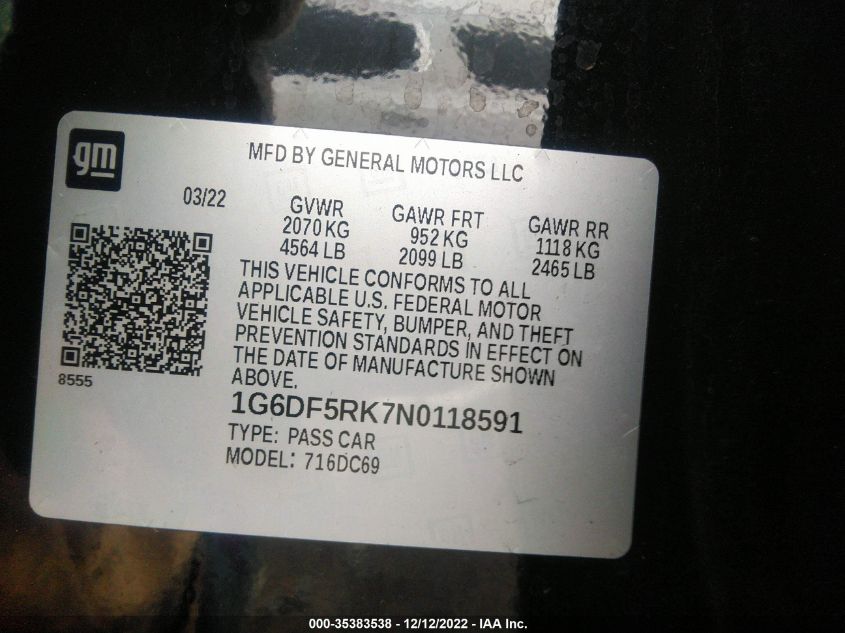 gm
MFD BY GENERAL MOTORS LLC
03/22
GVWR GAWR FRT GAWR RR
2070 KG 952 KG 1118 KG
4564 LB 2099 LB 2465 LB
THIS VEHICLE CONFORMS TO ALL
APPLICABLE U.S. FEDERAL MOTOR
VEHICLE SAFETY, BUMPER, AND THEFT
PREVENTION STANDARDS IN EFFECT ON
THE DATE OF MANUFACTURE SHOWN
ABOVE.
8555
1G6DF5RK7N0118591
TYPE: PASS CAR
MODEL: 716DC69
000-35383538 - 12/12/2022 - IAA Inc.